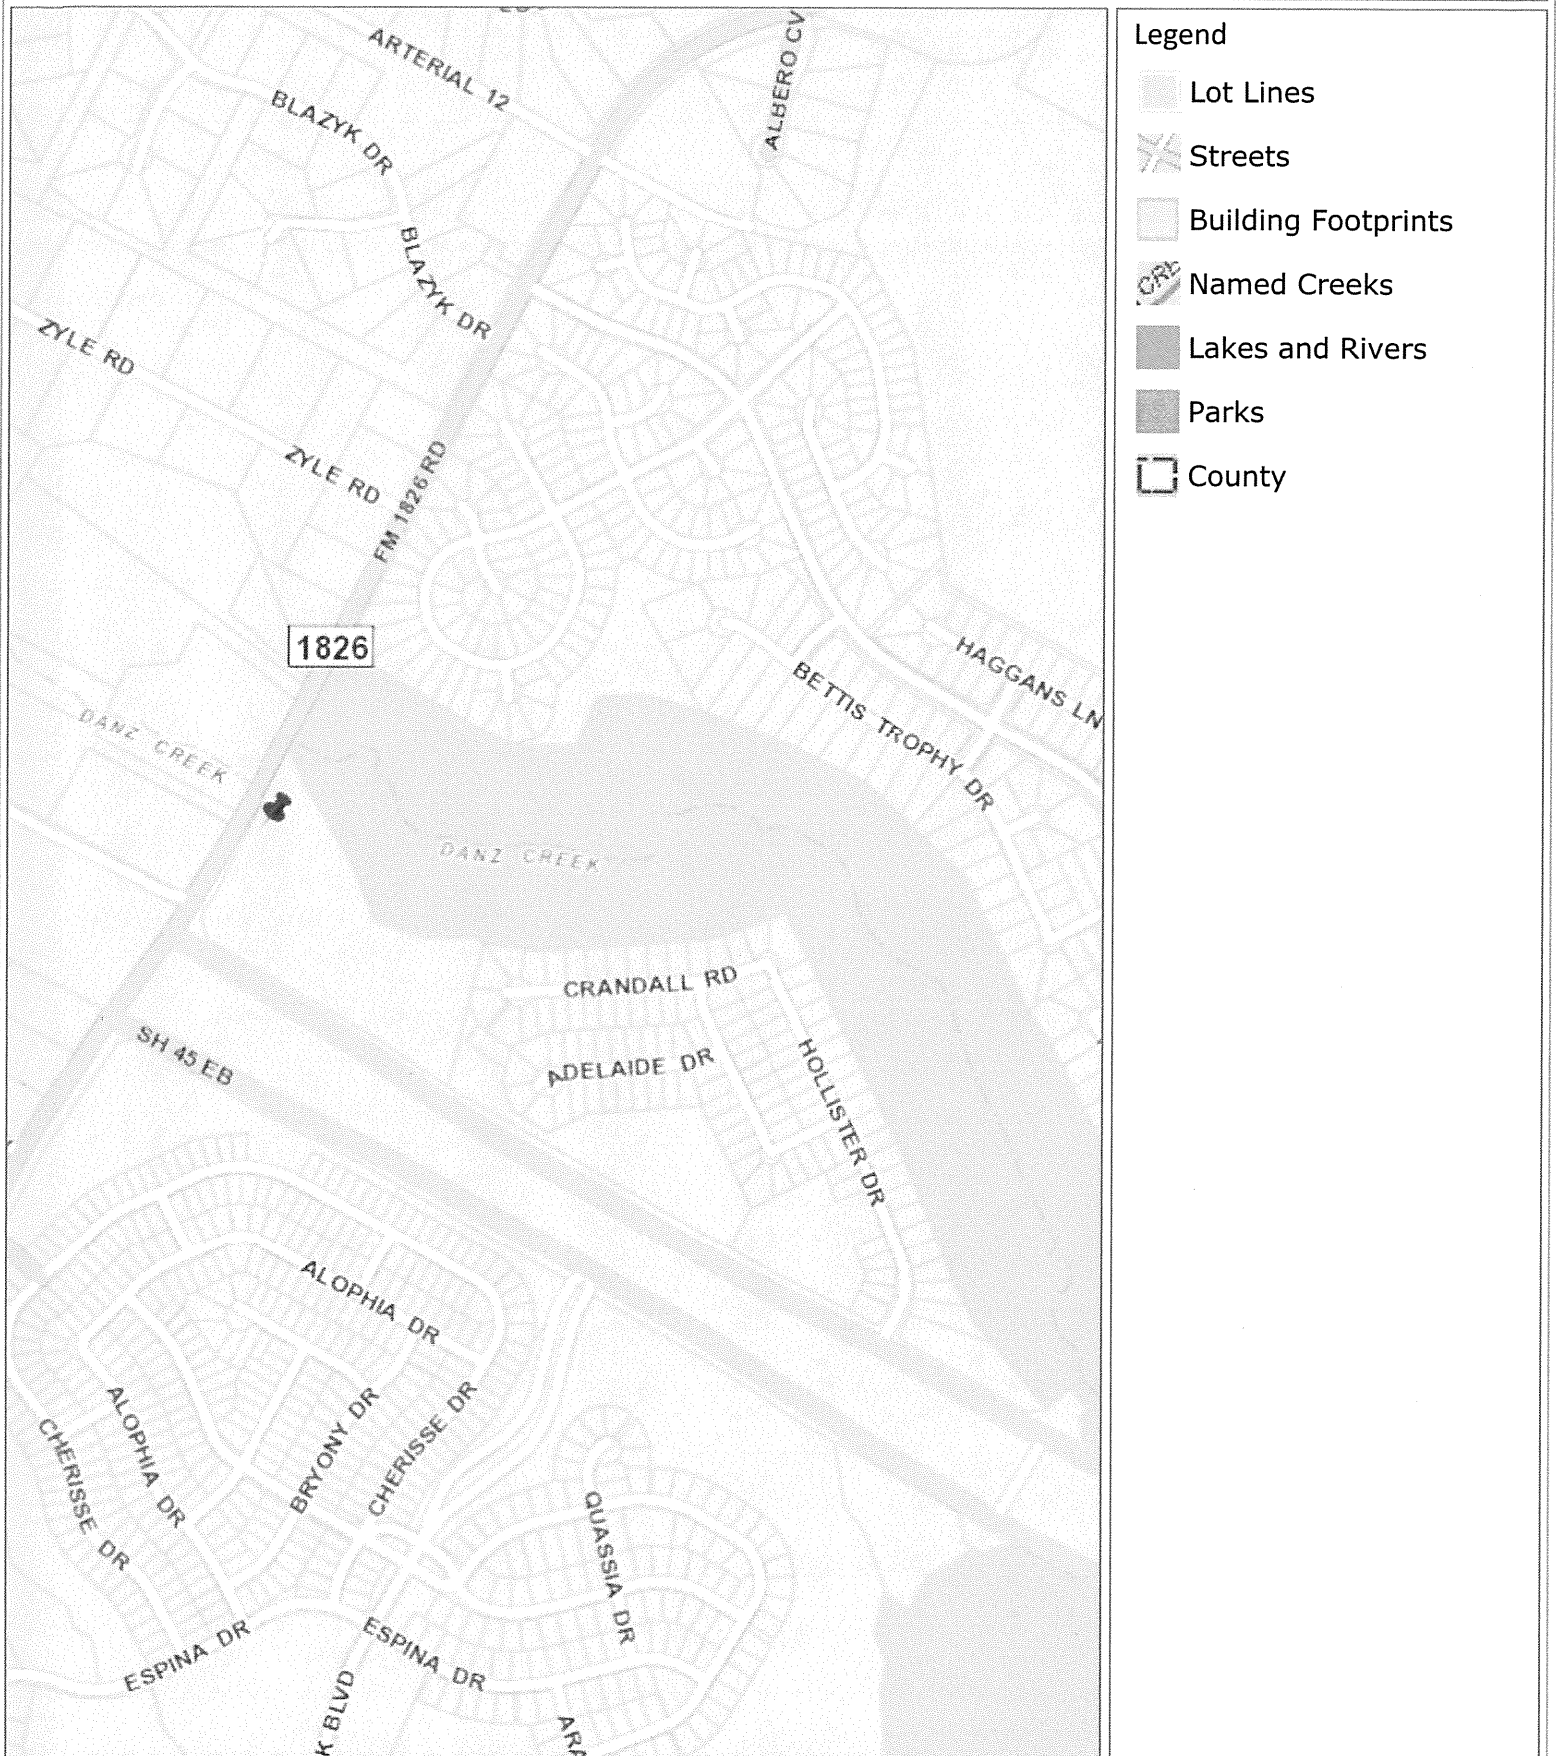 ARTERIAL 12
ALBERO CV
BLAZYK DR
BLAZYK DR
ZYLE RD
ZYLE RD
FM 1826 RD
1826
HAGGANS LN
BETTIS TROPHY DR
DANZ CREEK
DANZ CREEK
CRANDALL RD
ADELAIDE DR
HOLLISTER DR
SH 45 EB
ALOPHIA DR
ALOPHIA DR
BRYONY DR
CHERISSE DR
CHERISSE DR
QUASSIA DR
ESPINA DR
ESPINA DR
K BLVD
ARA
Legend
Lot Lines
Streets
Building Footprints
CRE
Named Creeks
Lakes and Rivers
Parks
County